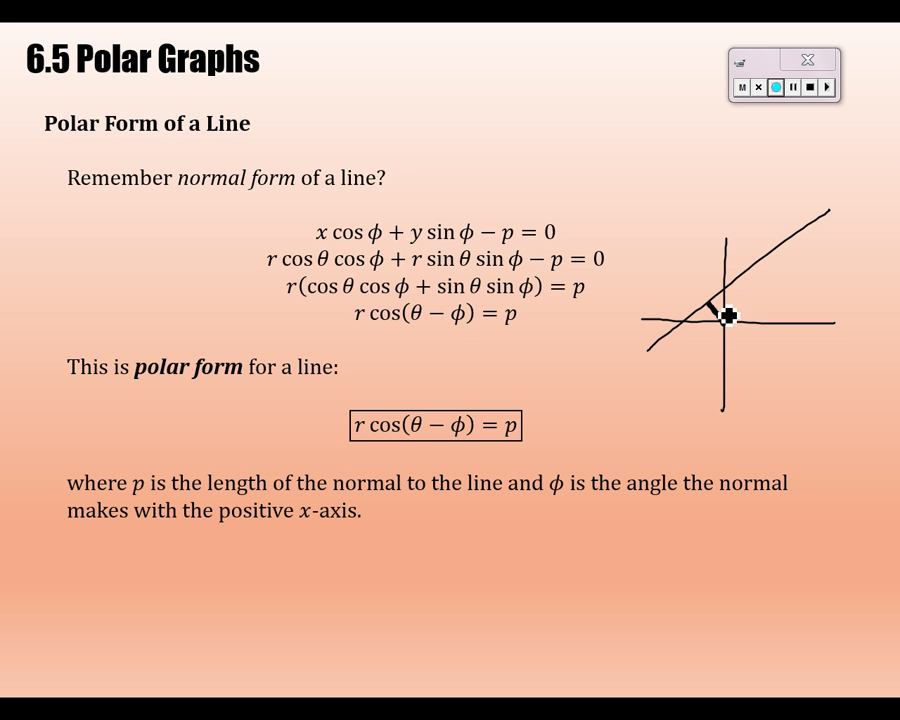 6.5 Polar Graphs
M
Polar Form of a Line
Remember normal form of a line?
x cos ϕ + y sin ϕ − p = 0
r cos θ cos ϕ + r sin θ sin ϕ − p = 0
r(cos θ cos ϕ + sin θ sin ϕ) = p
r cos(θ − ϕ) = p
This is polar form for a line:
r cos(θ − ϕ) = p
where p is the length of the normal to the line and ϕ is the angle the normal
makes with the positive x-axis.